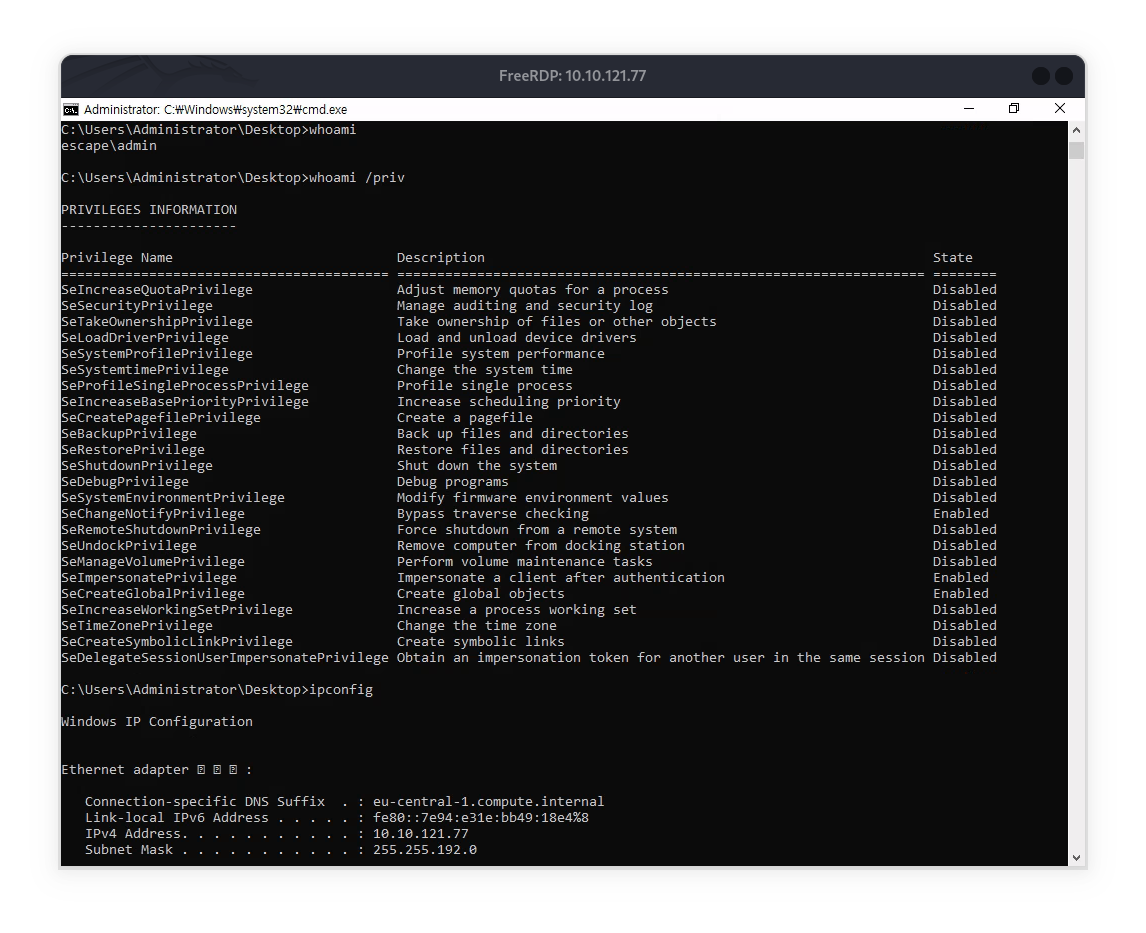 FreeRDP: 10.10.121.77
Administrator: C:₩Windows₩system32₩cmd.exe
C:\Users\Administrator\Desktop>whoami
escape\admin
C:\Users\Administrator\Desktop>whoami /priv
PRIVILEGES INFORMATION
----------------------
Privilege Name                            Description                                                        State
========================================= ================================================================== ========
SeIncreaseQuotaPrivilege                  Adjust memory quotas for a process                                 Disabled
SeSecurityPrivilege                       Manage auditing and security log                                   Disabled
SeTakeOwnershipPrivilege                  Take ownership of files or other objects                           Disabled
SeLoadDriverPrivilege                     Load and unload device drivers                                     Disabled
SeSystemProfilePrivilege                  Profile system performance                                         Disabled
SeSystemtimePrivilege                     Change the system time                                             Disabled
SeProfileSingleProcessPrivilege           Profile single process                                             Disabled
SeIncreaseBasePriorityPrivilege           Increase scheduling priority                                       Disabled
SeCreatePagefilePrivilege                 Create a pagefile                                                  Disabled
SeBackupPrivilege                         Back up files and directories                                      Disabled
SeRestorePrivilege                        Restore files and directories                                      Disabled
SeShutdownPrivilege                       Shut down the system                                               Disabled
SeDebugPrivilege                          Debug programs                                                     Disabled
SeSystemEnvironmentPrivilege              Modify firmware environment values                                 Disabled
SeChangeNotifyPrivilege                   Bypass traverse checking                                           Enabled
SeRemoteShutdownPrivilege                 Force shutdown from a remote system                                Disabled
SeUndockPrivilege                         Remove computer from docking station                               Disabled
SeManageVolumePrivilege                   Perform volume maintenance tasks                                   Disabled
SeImpersonatePrivilege                    Impersonate a client after authentication                          Enabled
SeCreateGlobalPrivilege                   Create global objects                                              Enabled
SeIncreaseWorkingSetPrivilege             Increase a process working set                                     Disabled
SeTimeZonePrivilege                       Change the time zone                                               Disabled
SeCreateSymbolicLinkPrivilege             Create symbolic links                                              Disabled
SeDelegateSessionUserImpersonatePrivilege Obtain an impersonation token for another user in the same session Disabled
C:\Users\Administrator\Desktop>ipconfig
Windows IP Configuration
Ethernet adapter ⍰ ⍰ ⍰ :
Connection-specific DNS Suffix  . : eu-central-1.compute.internal
Link-local IPv6 Address . . . . . : fe80::7e94:e31e:bb49:18e4%8
IPv4 Address. . . . . . . . . . . : 10.10.121.77
Subnet Mask . . . . . . . . . . . : 255.255.192.0